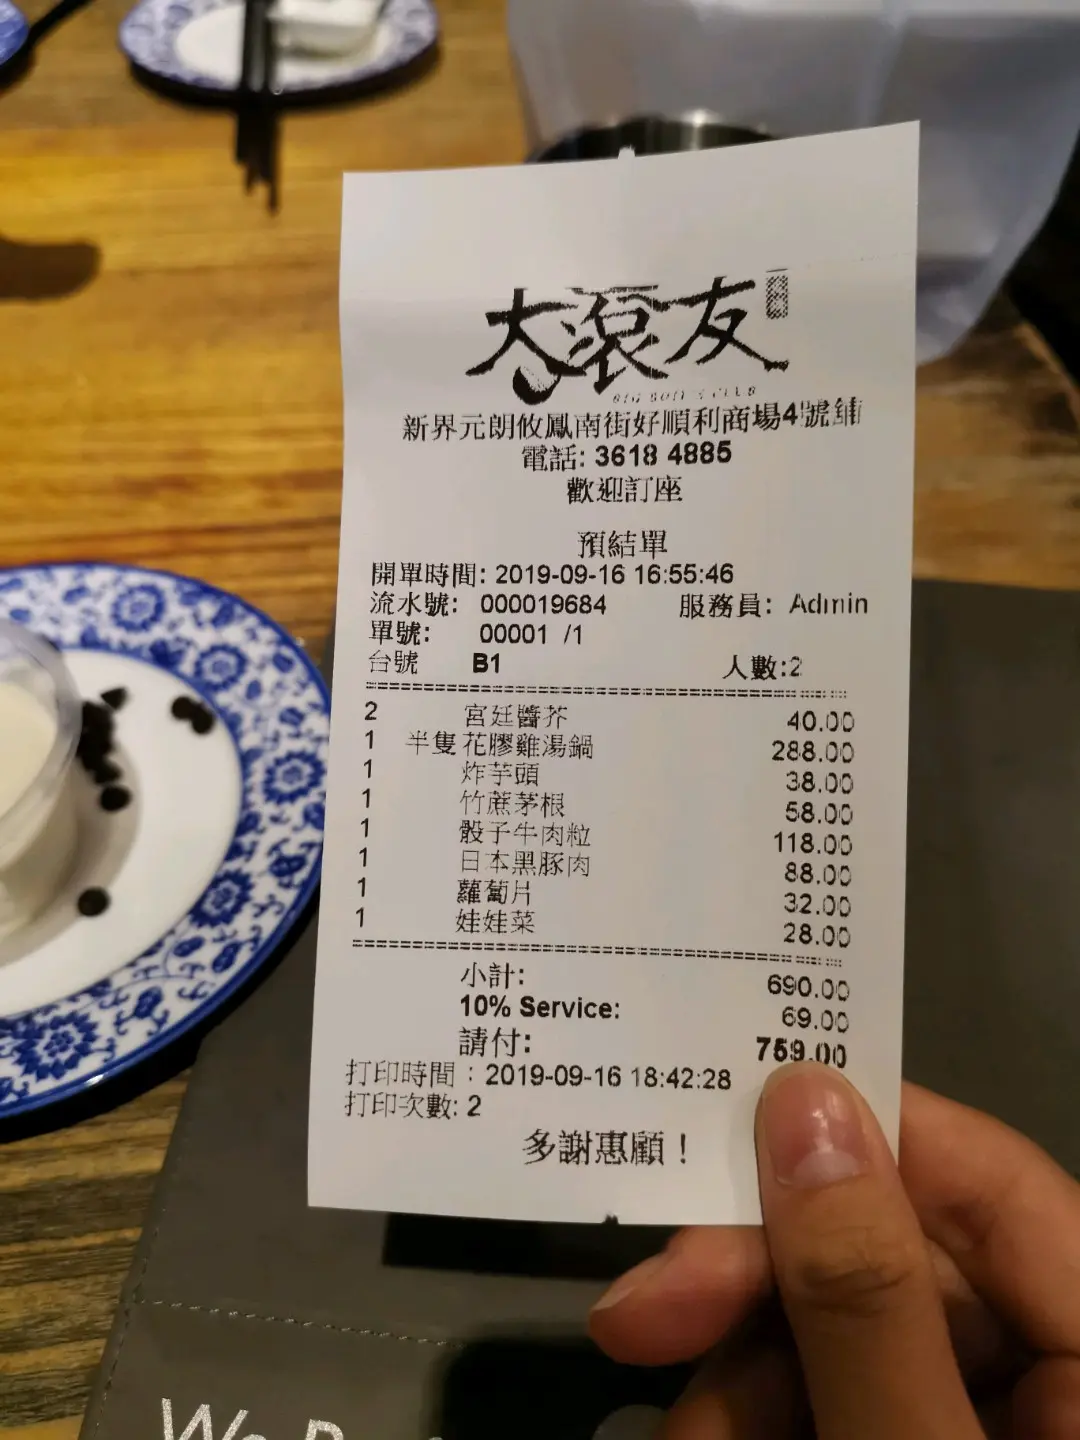 大滾友
BIG BOIL'S CLUB
新界元朗攸鳳南街好順利商場4號鋪
電話: 3618 4885
歡迎訂座
預結單
開單時間: 2019-09-16 16:55:46
流水號: 000019684 服務員: Admin
單號: 00001 /1
台號 B1 人數:2
2 宮廷醬芥 40.00
1 半隻花膠雞湯鍋 288.00
1 炸芋頭 38.00
1 竹蔗茅根 58.00
1 骰子牛肉粒 118.00
1 日本黑豚肉 88.00
1 蘿蔔片 32.00
1 娃娃菜 28.00
小計: 690.00
10% Service: 69.00
請付: 759.00
打印時間：2019-09-16 18:42:28
打印次數: 2
多謝惠顧！
We